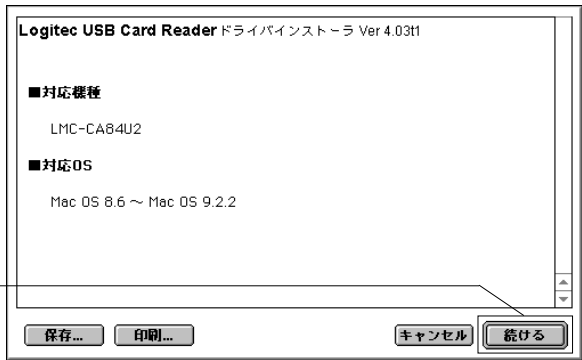 Logitec USB Card Reader ドライバインストーラ Ver 4.03f1
■対応機種
LMC-CA84U2
■対応OS
Mac OS 8.6 ～ Mac OS 9.2.2
保存... 印刷... キャンセル 続ける